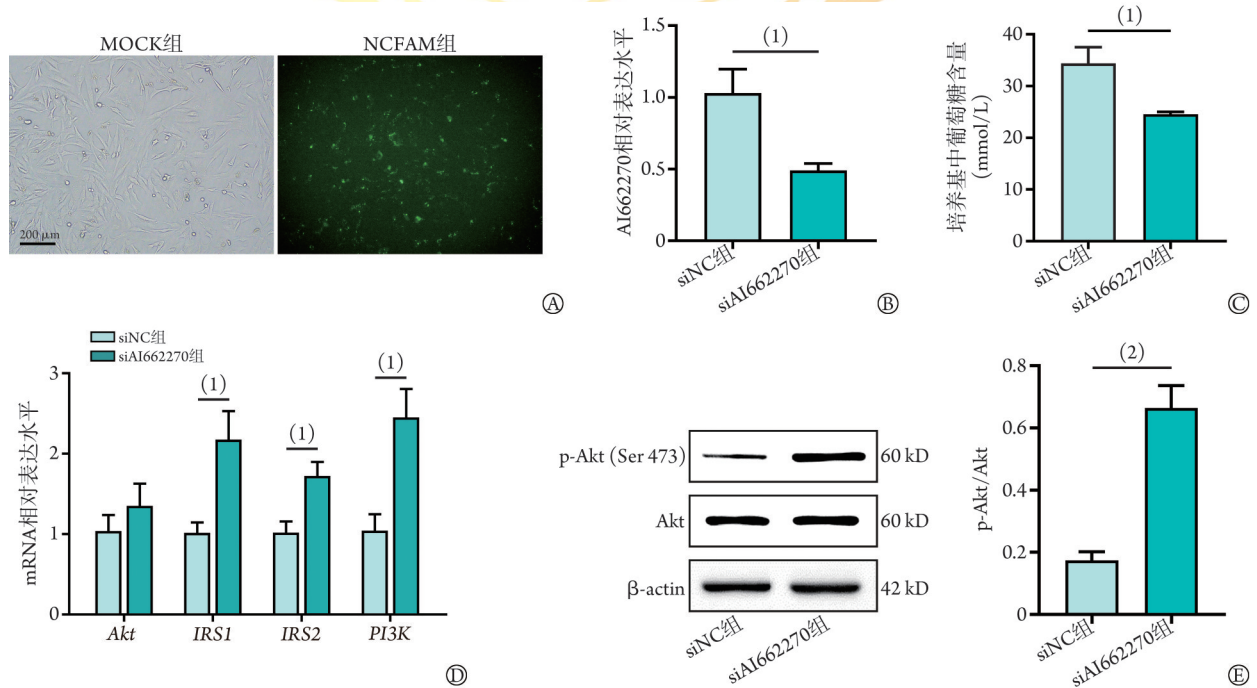 MOCK组
NCFAM组
200 μm
Ⓐ
AI662270相对表达水平
1.5
1.0
0.5
0
(1)
siNC组
siAI662270组
Ⓑ
培养基中葡萄糖含量
(mmol/L)
40
30
20
10
0
(1)
siNC组
siAI662270组
Ⓒ
siNC组
siAI662270组
mRNA相对表达水平
3
2
1
0
(1)
(1)
(1)
Akt
IRS1
IRS2
PI3K
Ⓓ
p-Akt (Ser 473)
60 kD
Akt
60 kD
β-actin
42 kD
siNC组
siAI662270组
p-Akt/Akt
0.8
0.6
0.4
0.2
0
(2)
siNC组
siAI662270组
Ⓔ